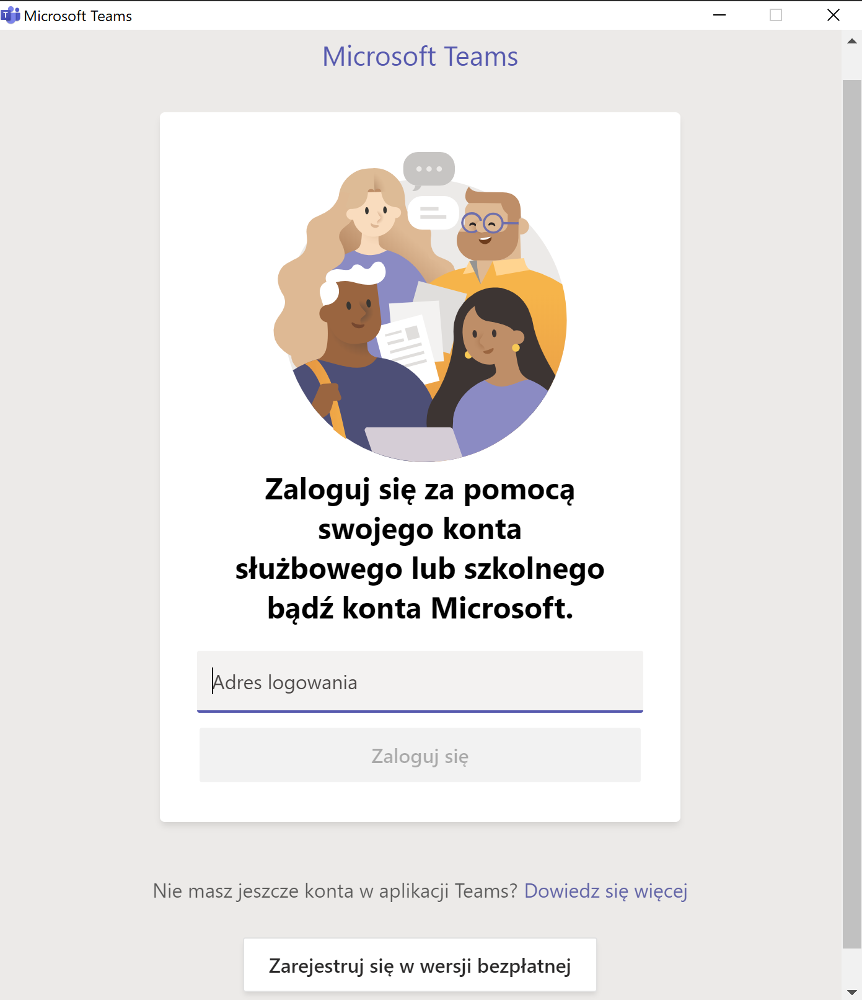 Microsoft Teams
Microsoft Teams
Zaloguj się za pomocą
swojego konta
służbowego lub szkolnego
bądź konta Microsoft.
Adres logowania
Zaloguj się
Nie masz jeszcze konta w aplikacji Teams? Dowiedz się więcej
Zarejestruj się w wersji bezpłatnej